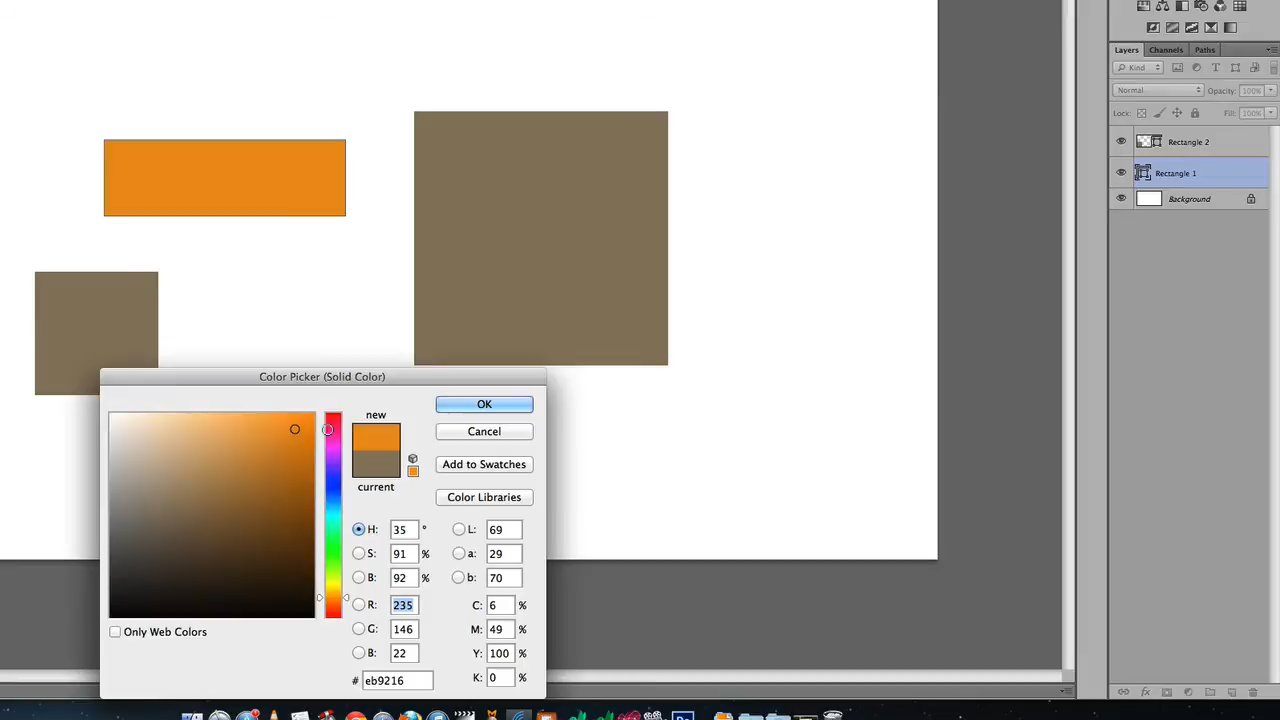 Layers Channels Paths
Kind
Normal Opacity: 100%
Lock: Fill: 100%
Rectangle 2
Rectangle 1
Background
Color Picker (Solid Color)
new
OK
Cancel
Add to Swatches
current
Color Libraries
H: 35 ° L: 69
S: 91 % a: 29
B: 92 % b: 70
R: 235 C: 6 %
G: 146 M: 49 %
B: 22 Y: 100 %
# eb9216 K: 0 %
Only Web Colors